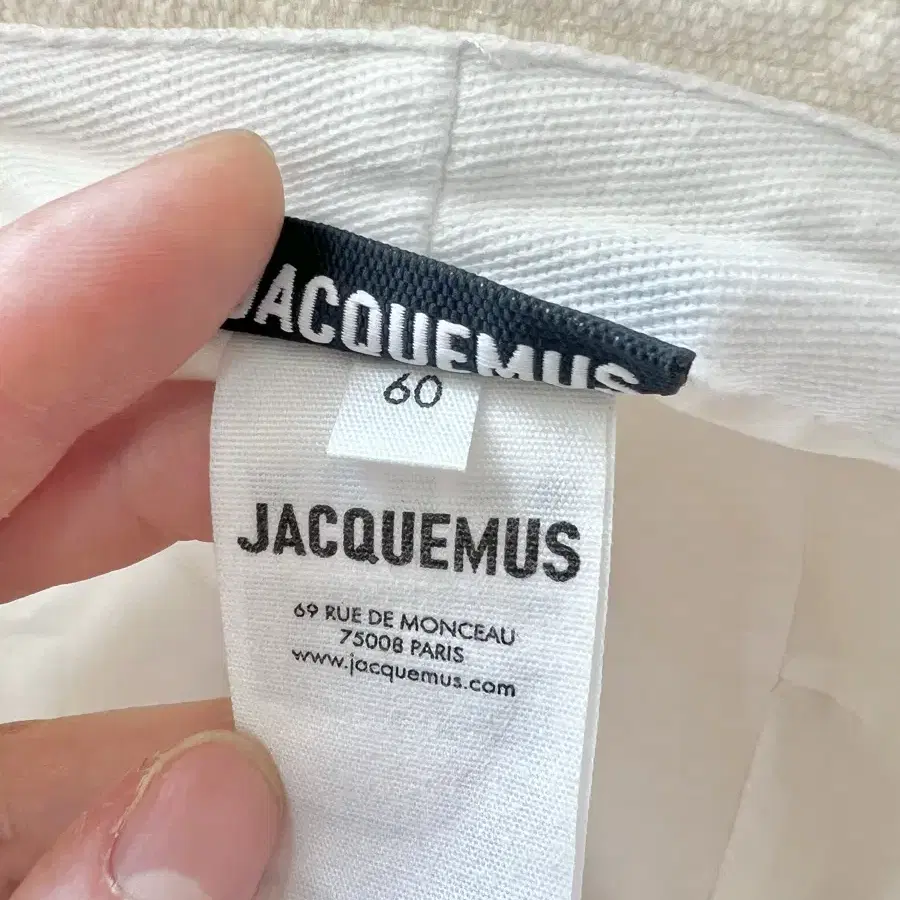 JACQUEMUS
60
JACQUEMUS
69 RUE DE MONCEAU
75008 PARIS
www.jacquemus.com